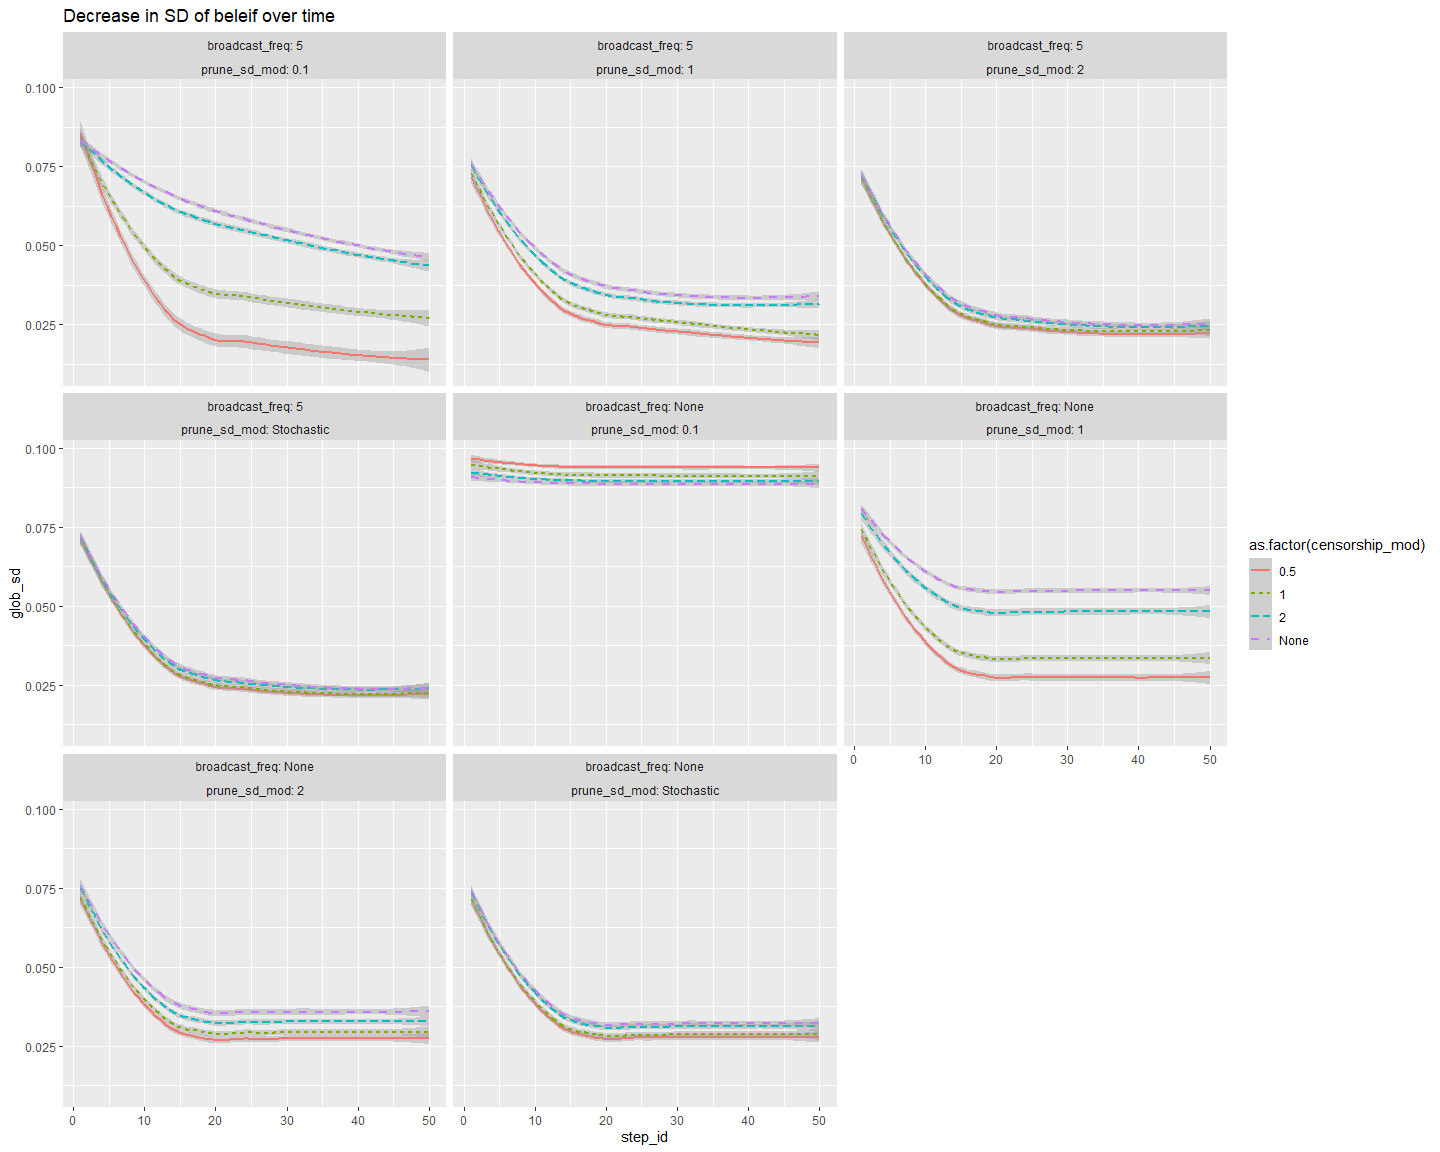 Decrease in SD of beleif over time
broadcast_freq: 5
prune_sd_mod: 0.1
broadcast_freq: 5
prune_sd_mod: 1
broadcast_freq: 5
prune_sd_mod: 2
0.100
0.075
0.050
0.025
broadcast_freq: 5
prune_sd_mod: Stochastic
broadcast_freq: None
prune_sd_mod: 0.1
broadcast_freq: None
prune_sd_mod: 1
0.100
0.075
0.050
0.025
0 10 20 30 40 50
glob_sd
as.factor(censorship_mod)
0.5
1
2
None
broadcast_freq: None
prune_sd_mod: 2
broadcast_freq: None
prune_sd_mod: Stochastic
0.100
0.075
0.050
0.025
0 10 20 30 40 50
0 10 20 30 40 50
step_id